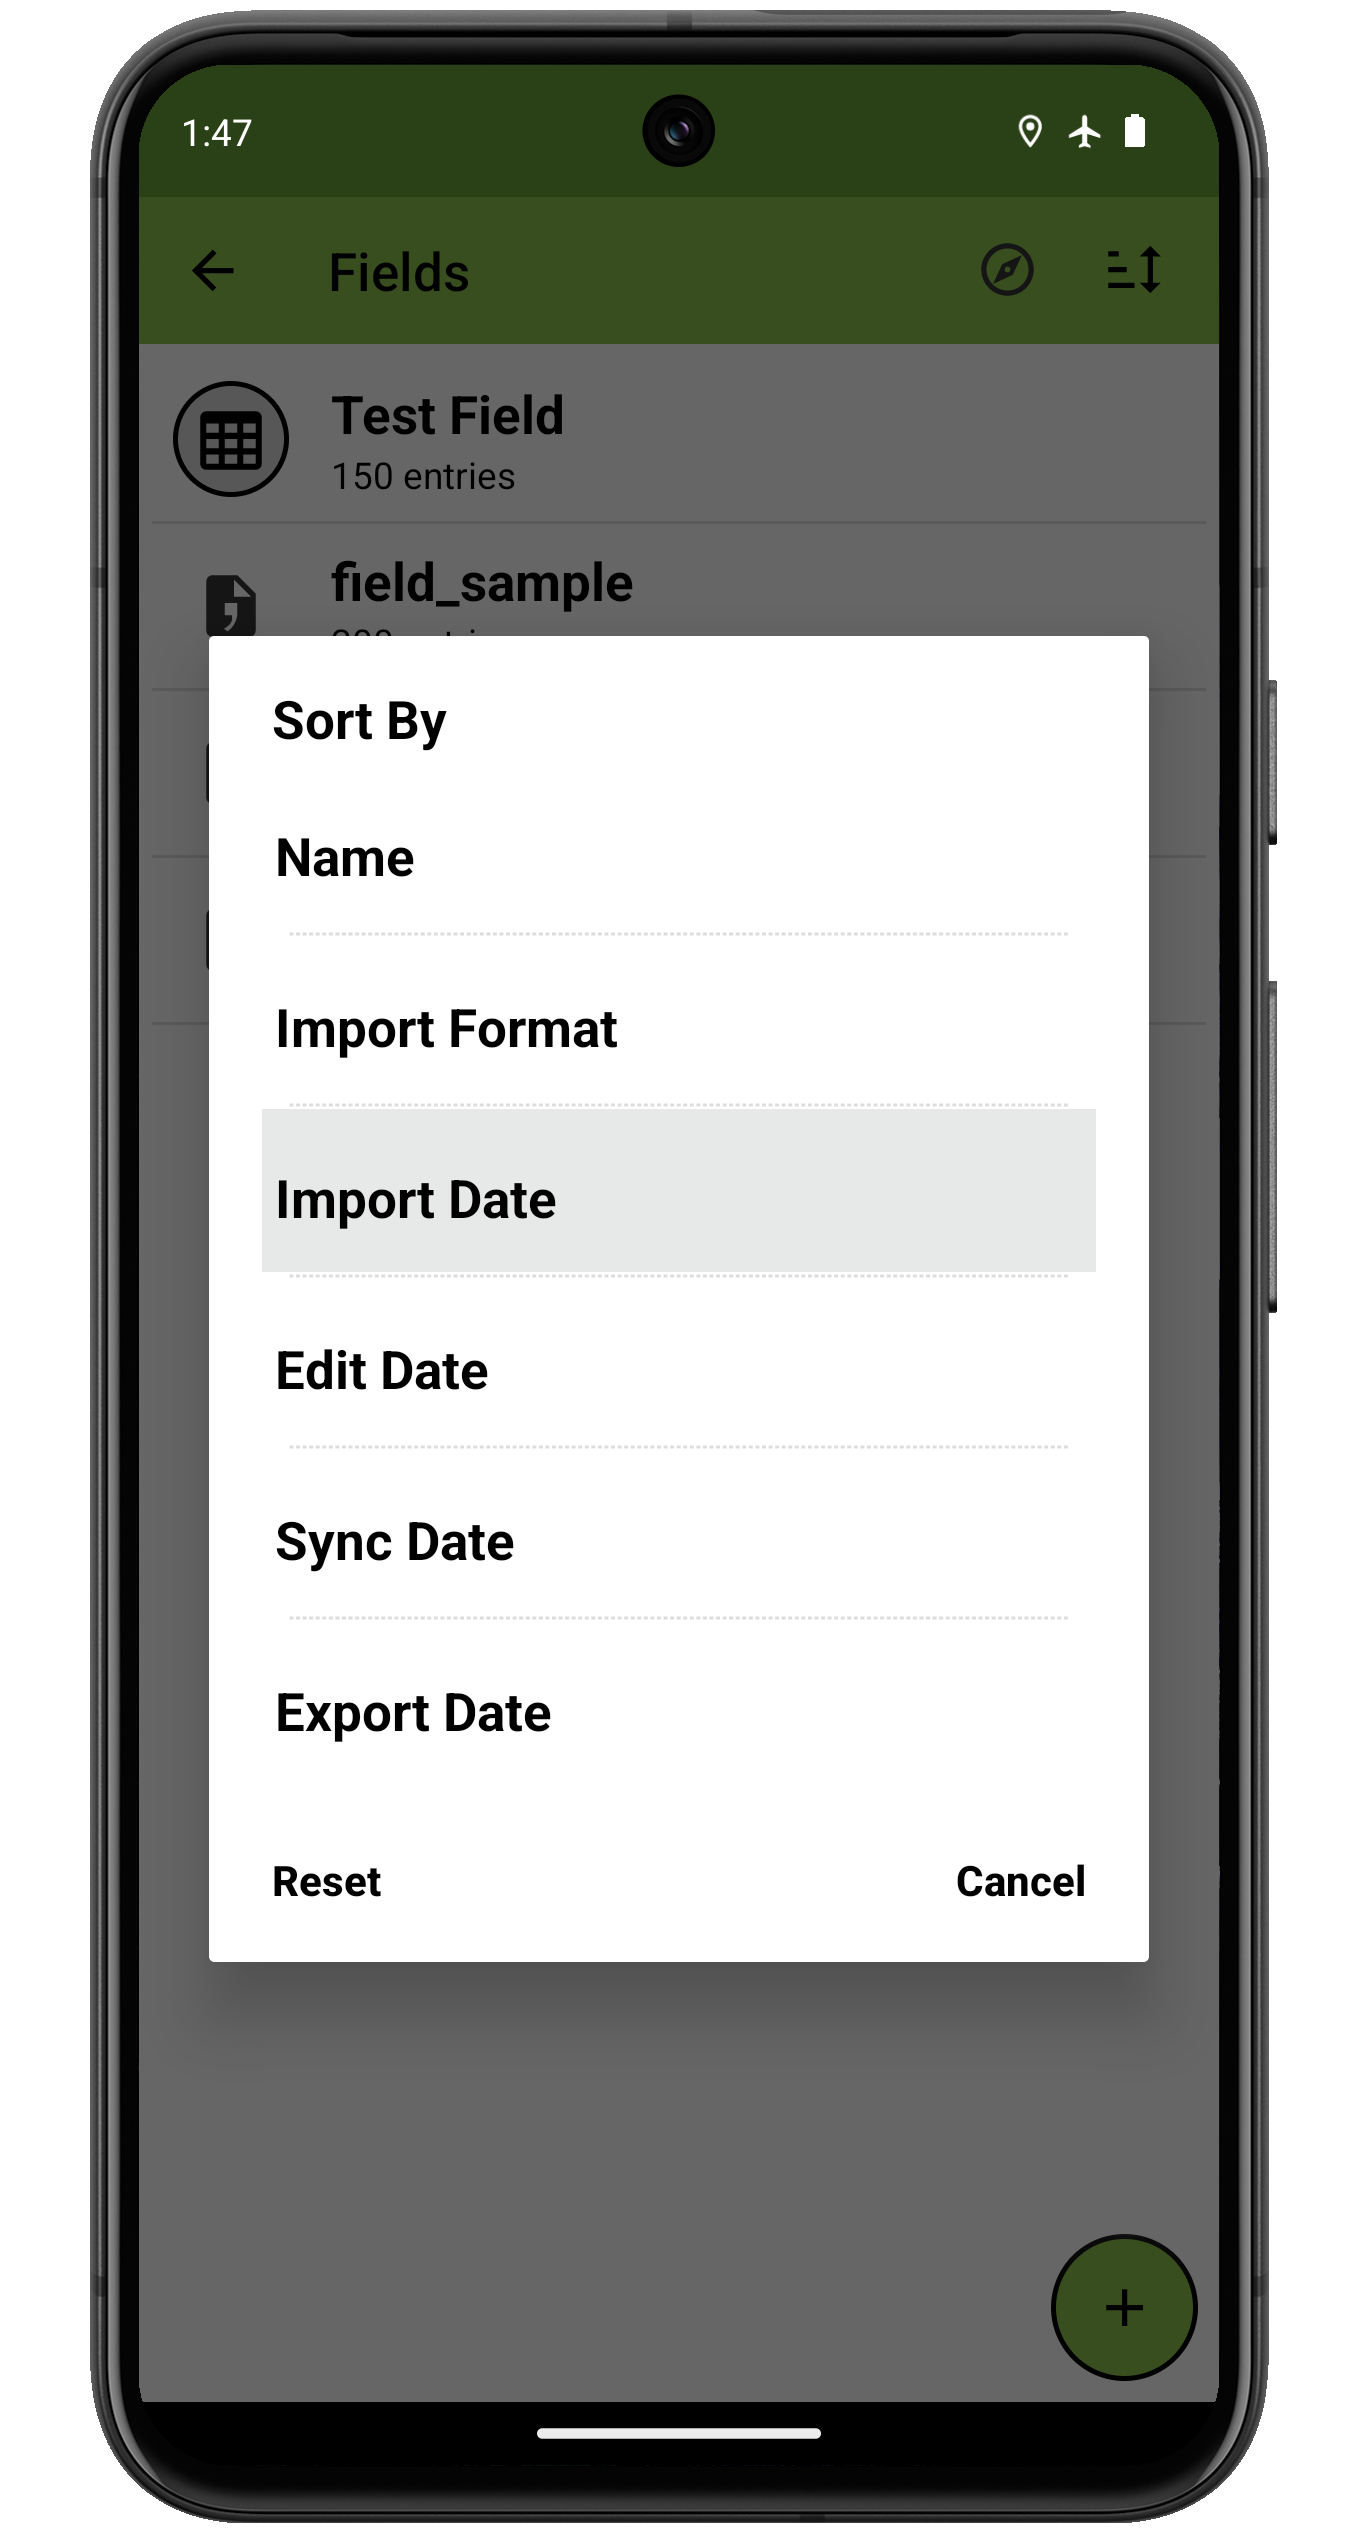 1:47
Fields
Test Field
150 entries
field_sample
Sort By
Name
Import Format
Import Date
Edit Date
Sync Date
Export Date
Reset
Cancel